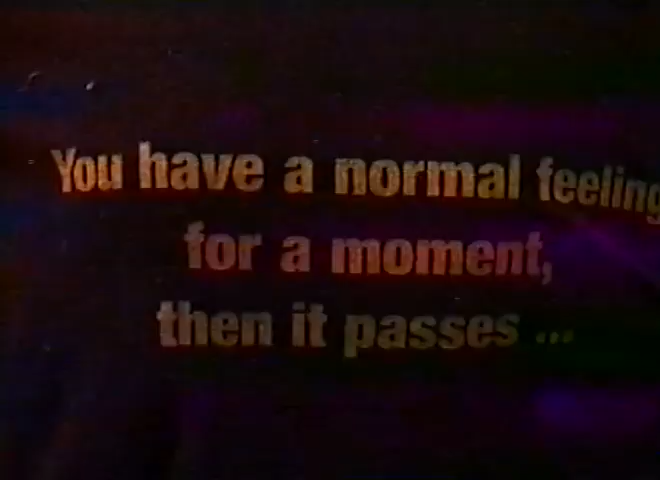 You have a normal feeling
for a moment,
then it passes ...